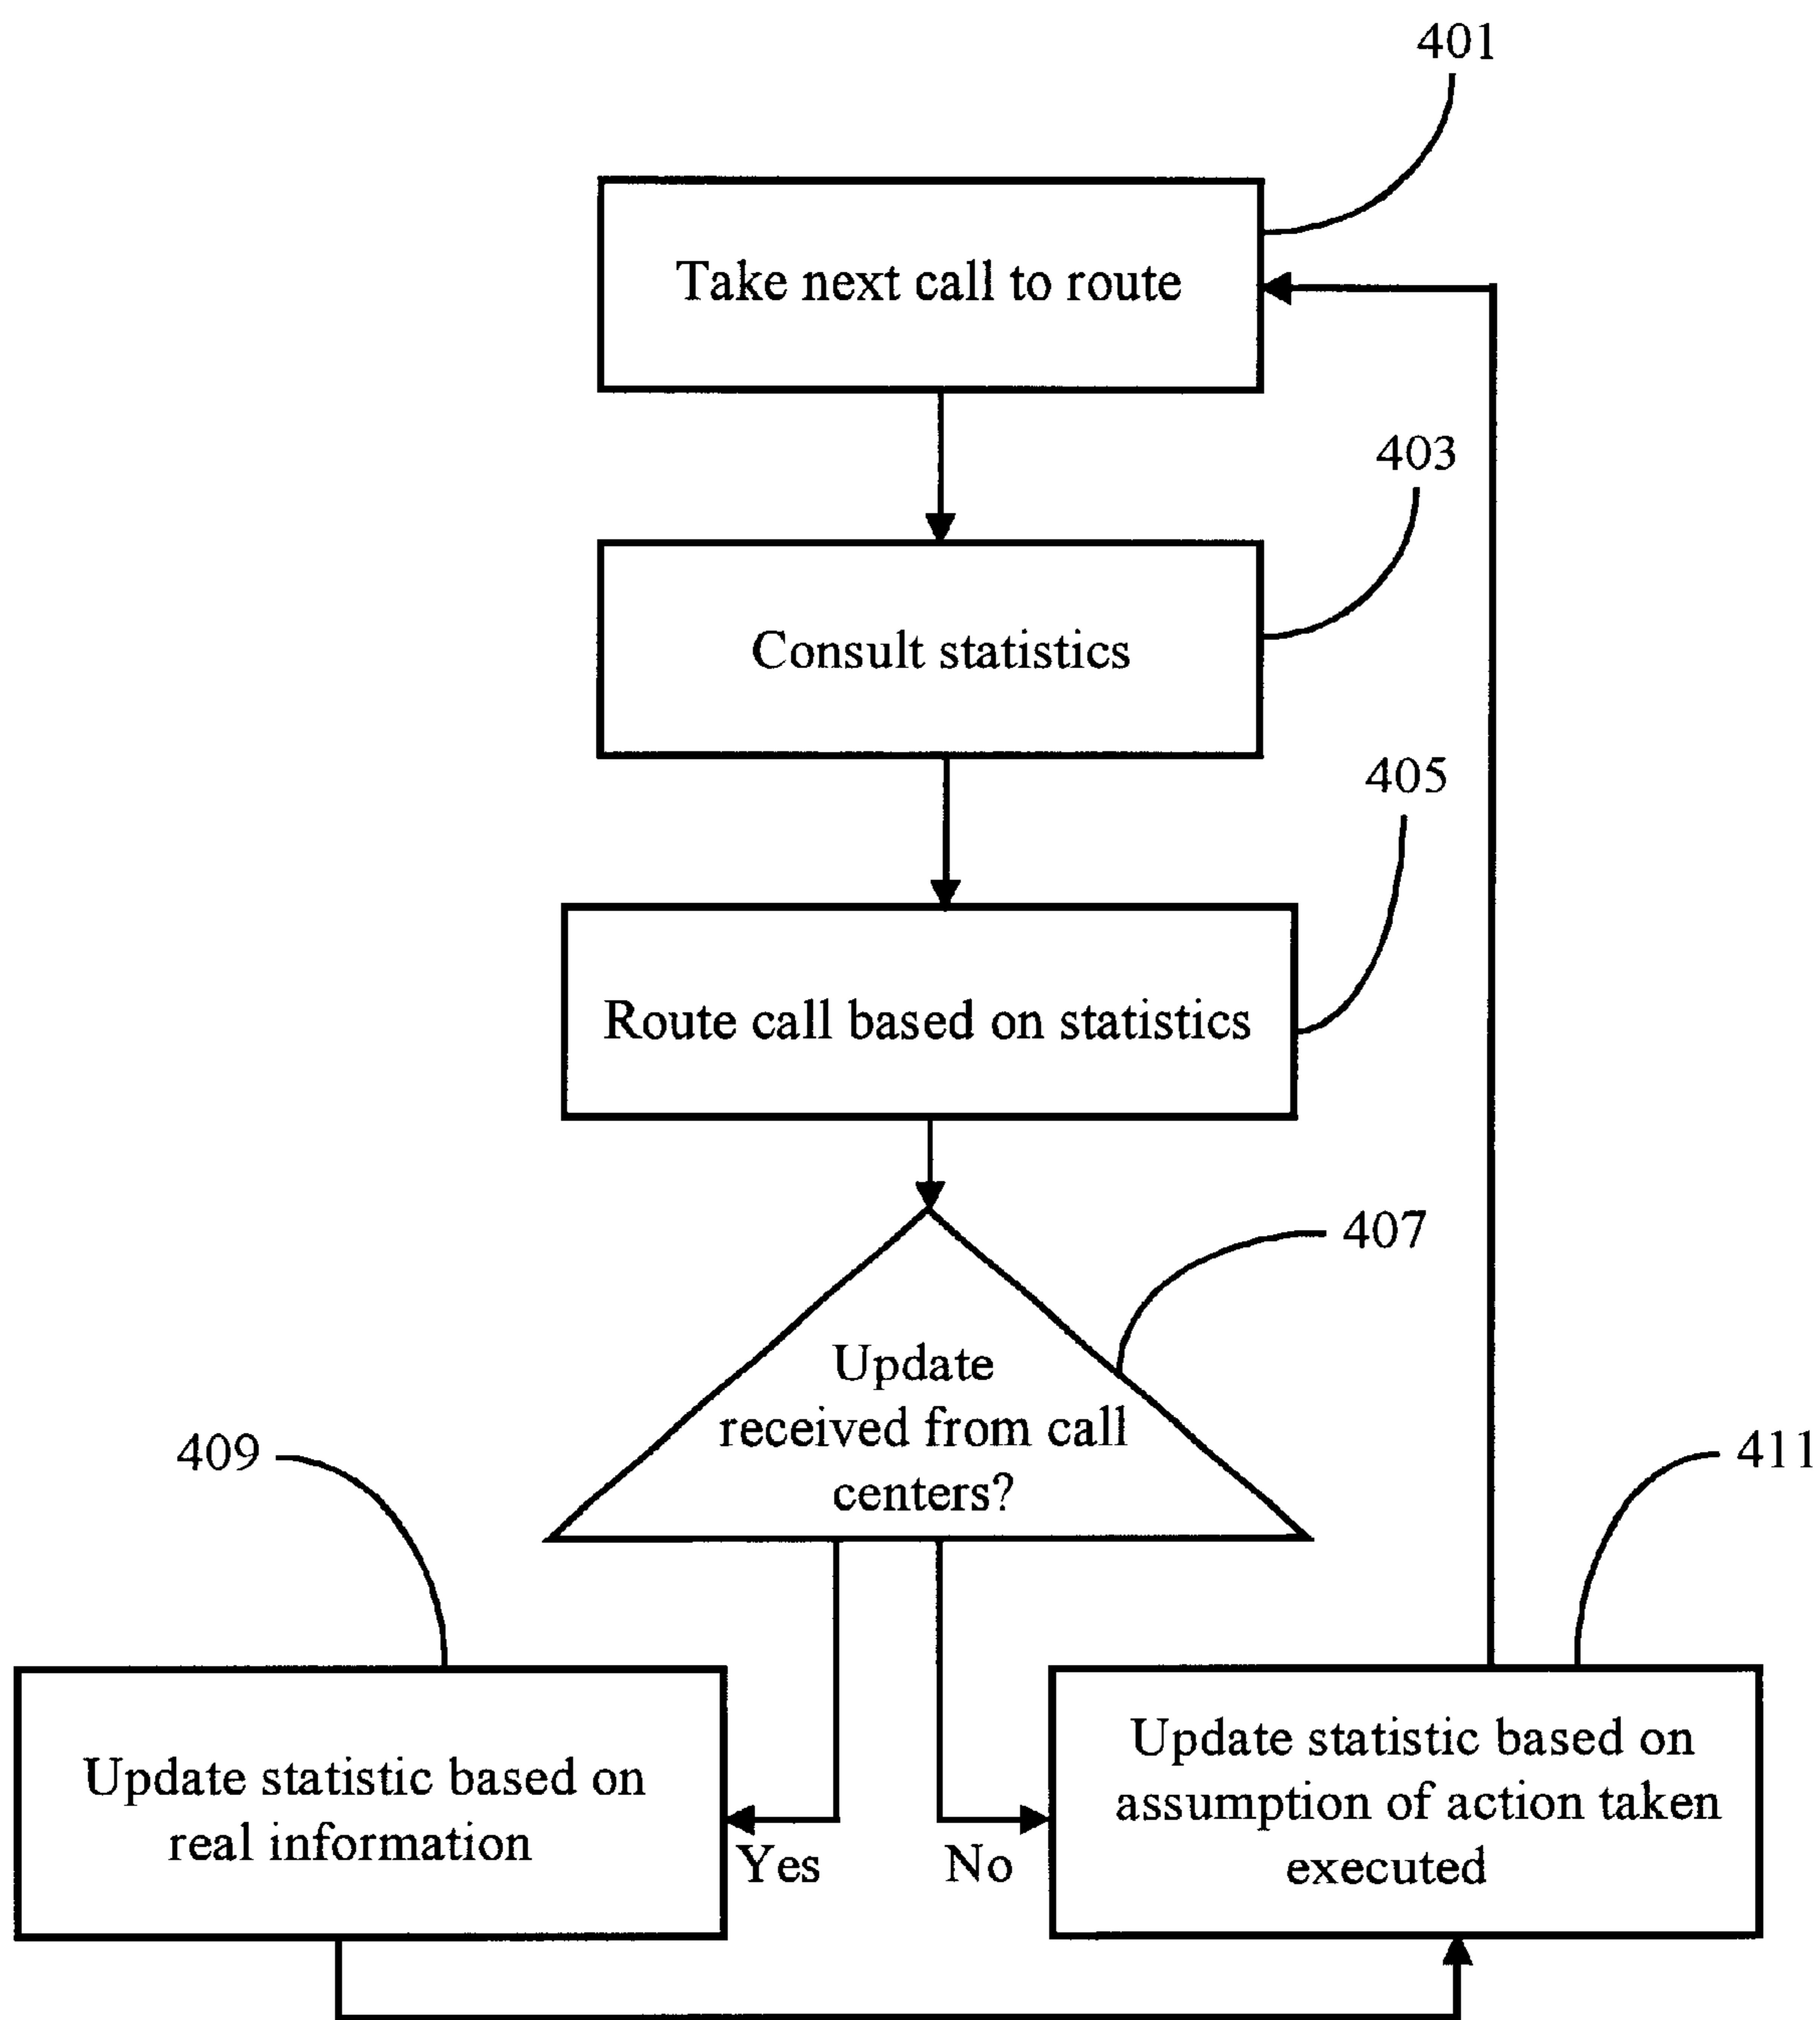 401
Take next call to route
403
Consult statistics
405
Route call based on statistics
407
Update
received from call
centers?
409
411
Update statistic based on
real information
Yes
No
Update statistic based on
assumption of action taken
executed